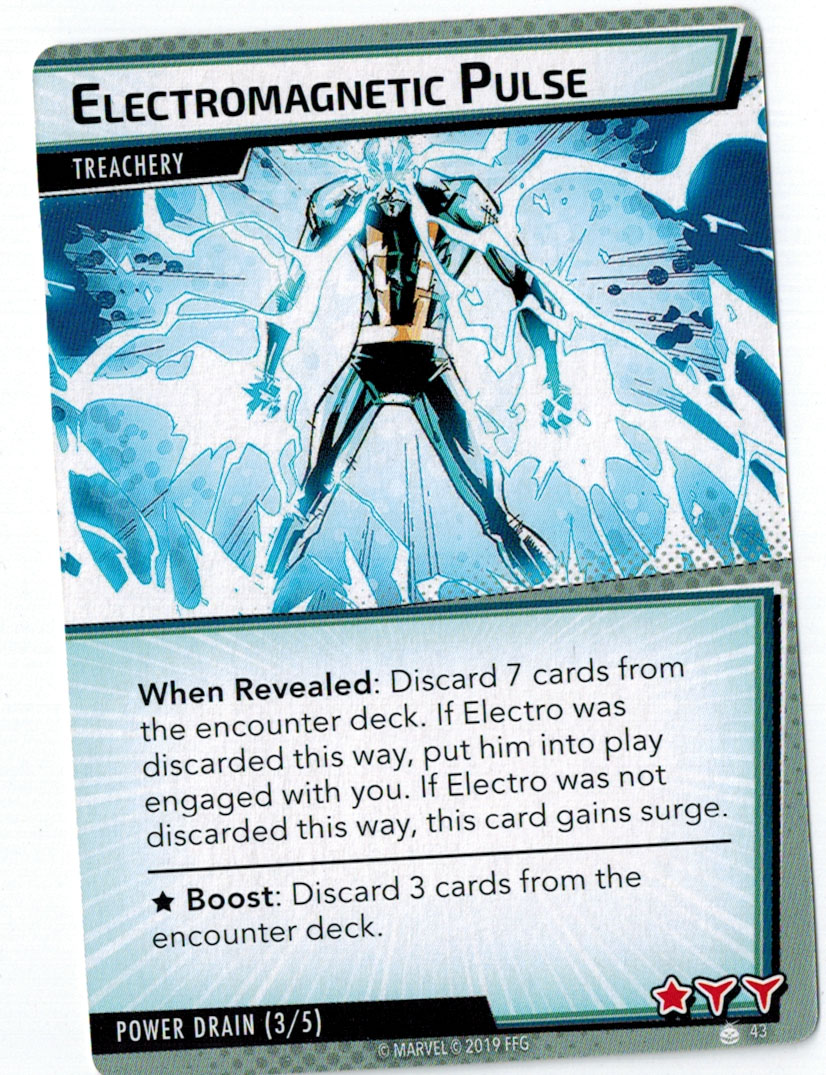 ELECTROMAGNETIC PULSE
TREACHERY
When Revealed: Discard 7 cards from
the encounter deck. If Electro was
discarded this way, put him into play
engaged with you. If Electro was not
discarded this way, this card gains surge.
★ Boost: Discard 3 cards from the
encounter deck.
POWER DRAIN (3/5)
© MARVEL © 2019 FFG
43